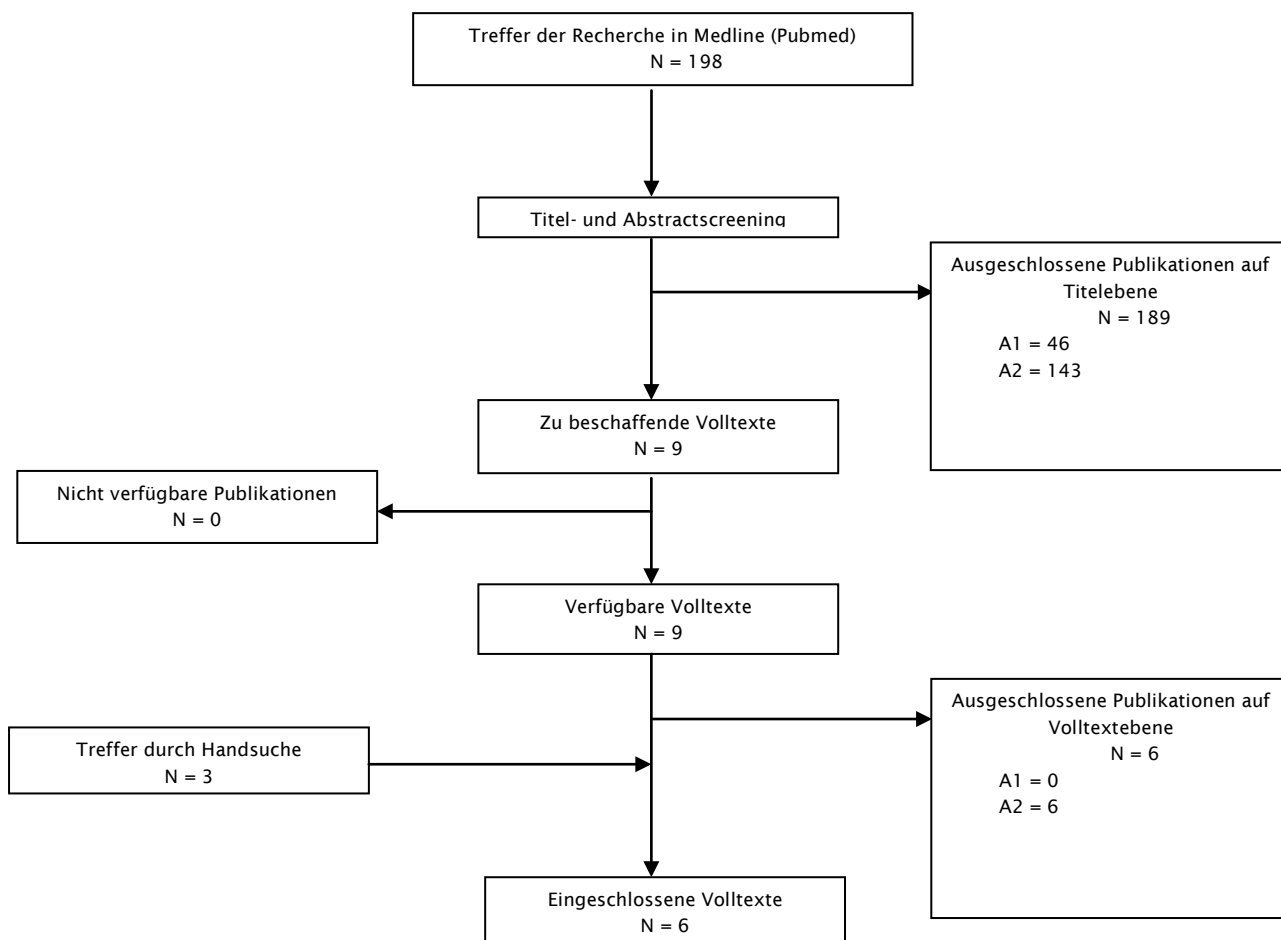 Treffer der Recherche in Medline (Pubmed)
N = 198
Titel- und Abstractscreening
Ausgeschlossene Publikationen auf
Titelebene
N = 189
A1 = 46
A2 = 143
Zu beschaffende Volltexte
N = 9
Nicht verfügbare Publikationen
N = 0
Verfügbare Volltexte
N = 9
Ausgeschlossene Publikationen auf
Volltextebene
N = 6
A1 = 0
A2 = 6
Treffer durch Handsuche
N = 3
Eingeschlossene Volltexte
N = 6